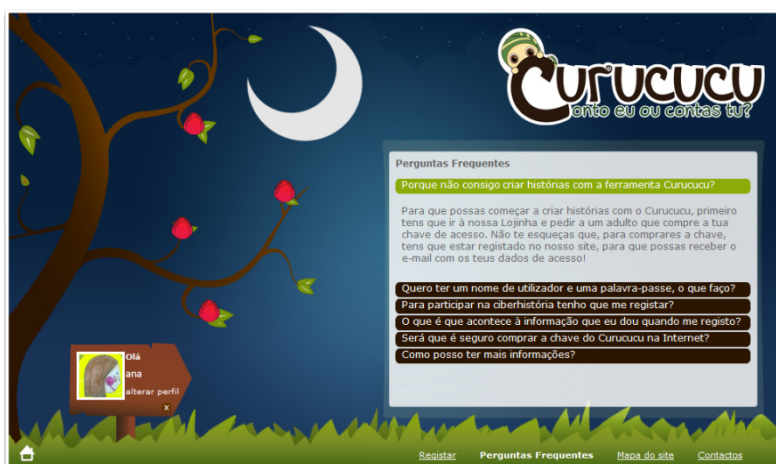 Curucucu
Conto eu ou contas tu?
Perguntas Frequentes
Porque não consigo criar histórias com a ferramenta Curucucu?
Para que possas começar a criar histórias com o Curucucu, primeiro
tens que ir à nossa Lojinha e pedir a um adulto que compre a tua
chave de acesso. Não te esqueças que, para comprares a chave,
tens que estar registado no nosso site, para que possas receber o
e-mail com os teus dados de acesso!
Quero ter um nome de utilizador e uma palavra-passe, o que faço?
Para participar na ciberhistória tenho que me registar?
O que é que acontece à informação que eu dou quando me registo?
Será que é seguro comprar a chave do Curucucu na Internet?
Como posso ter mais informações?
Olá
ana
alterar perfil
x
Registar Perguntas Frequentes Mapa do site Contactos